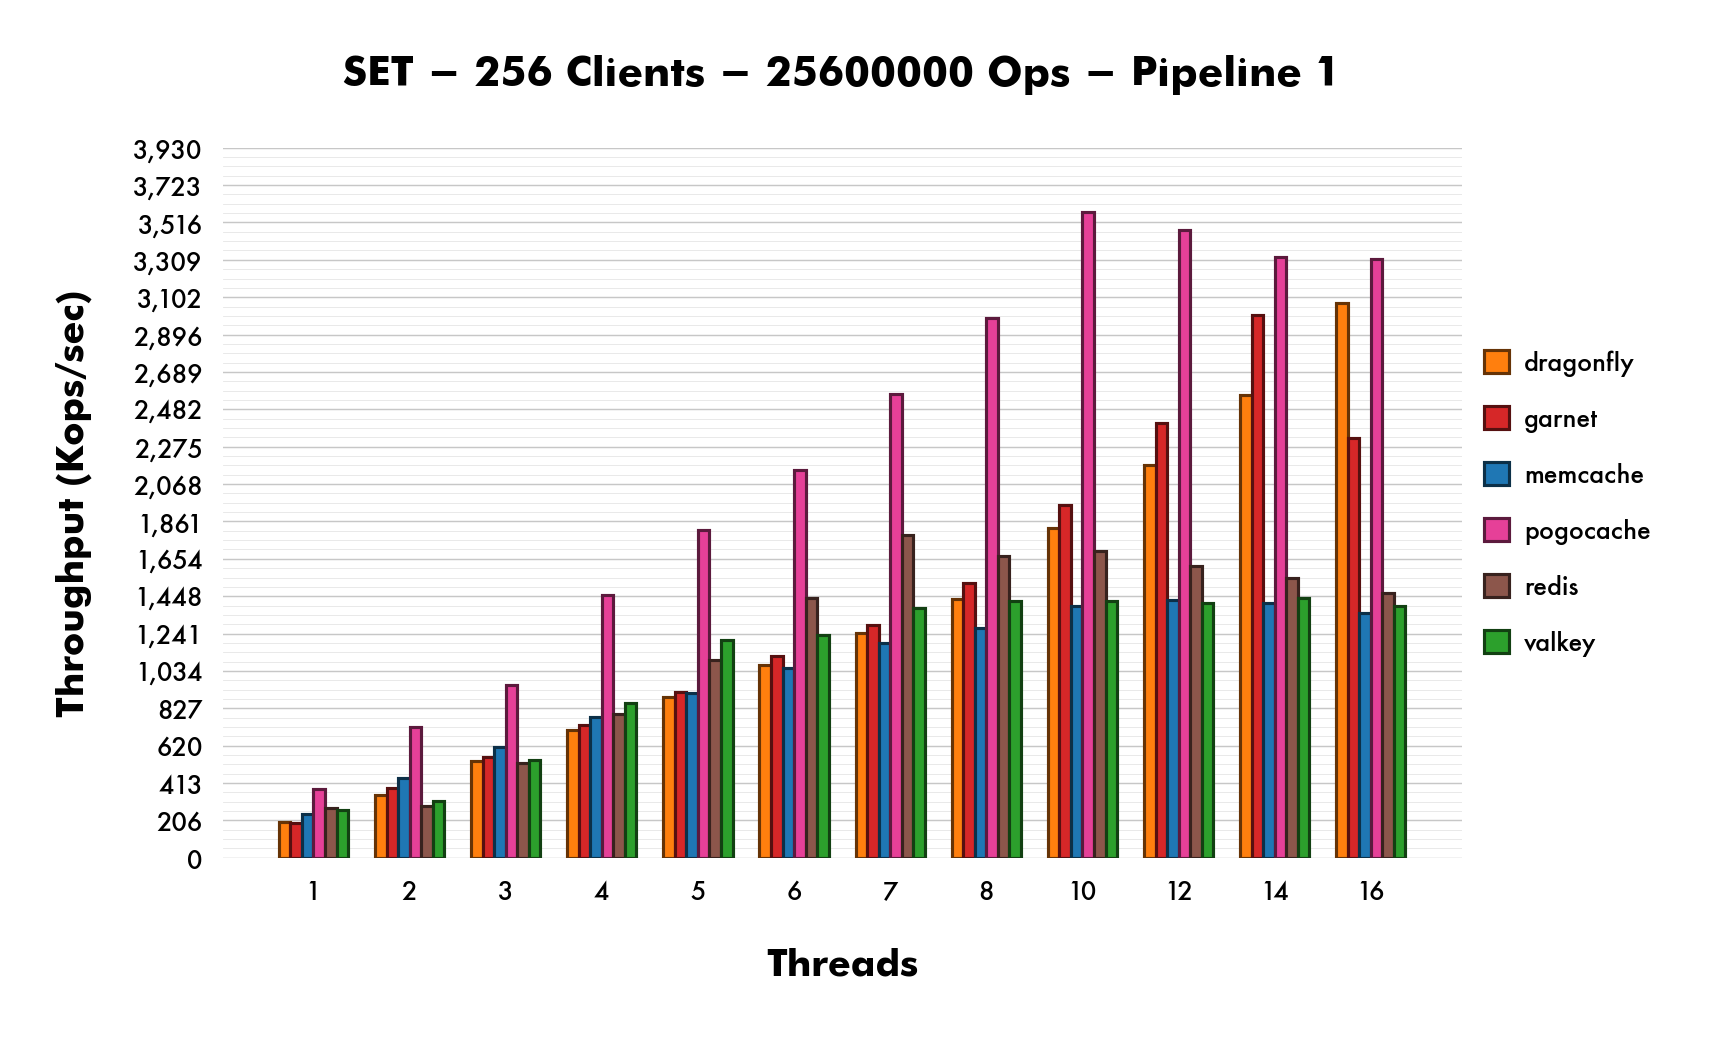 SET – 256 Clients – 25600000 Ops – Pipeline 1
Throughput (Kops/sec)
3,930
3,723
3,516
3,309
3,102
2,896
2,689
2,482
2,275
2,068
1,861
1,654
1,448
1,241
1,034
827
620
413
206
0
1 2 3 4 5 6 7 8 10 12 14 16
Threads
dragonfly
garnet
memcache
pogocache
redis
valkey